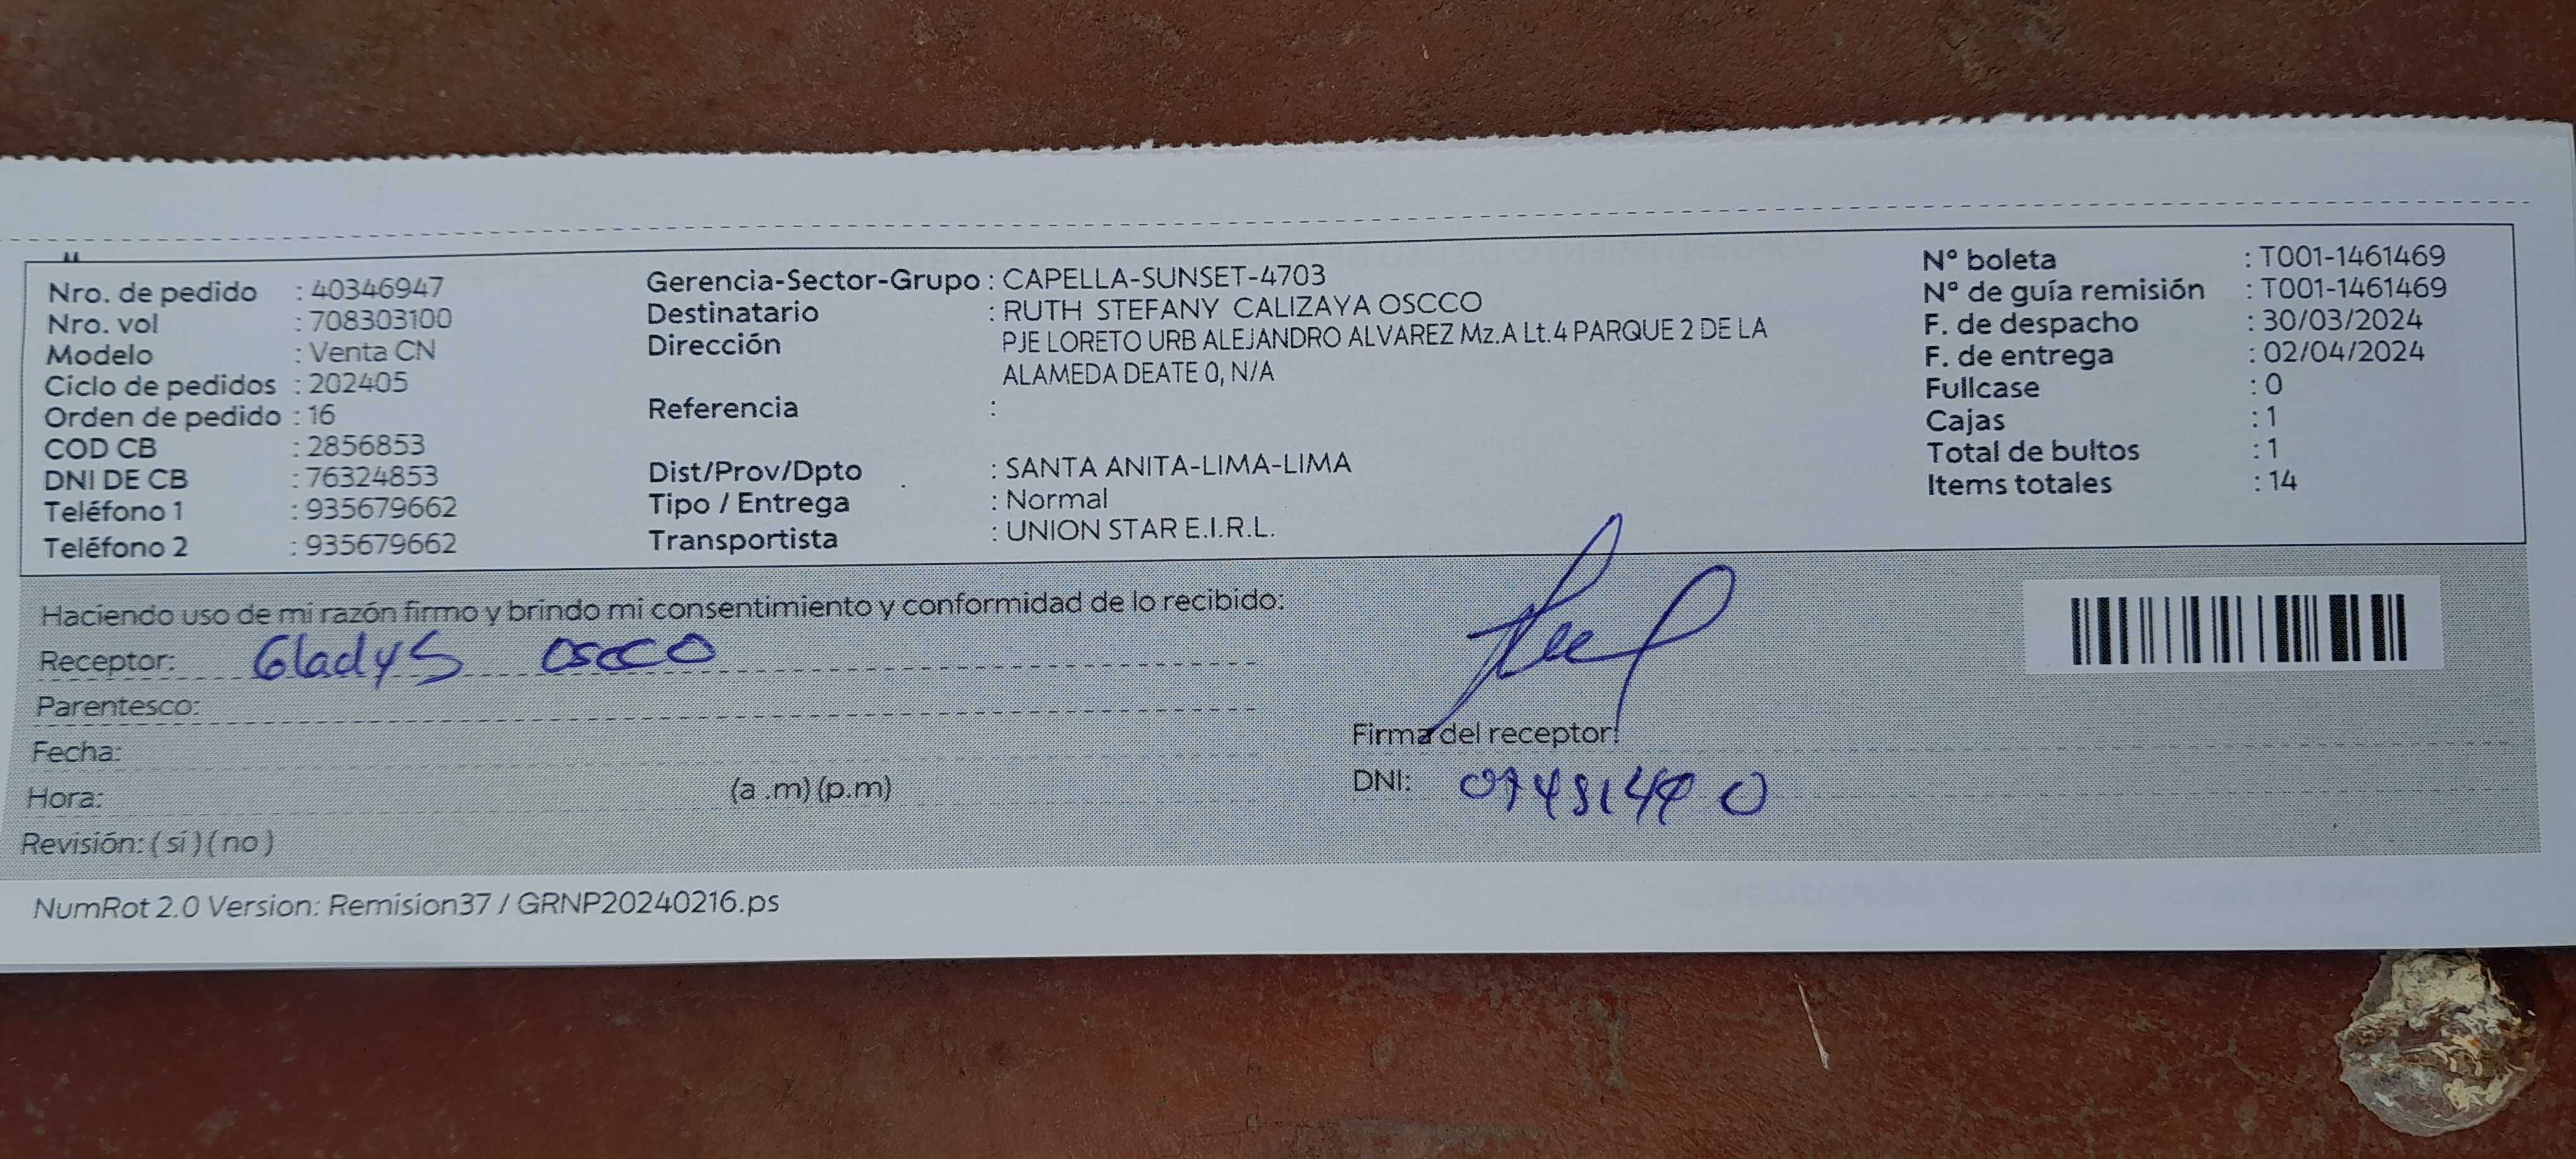 Nro. de pedido : 40346947
Nro. vol : 708303100
Modelo : Venta CN
Ciclo de pedidos : 202405
Orden de pedido : 16
COD CB : 2856853
DNI DE CB : 76324853
Teléfono 1 : 935679662
Teléfono 2 : 935679662
Gerencia-Sector-Grupo : CAPELLA-SUNSET-4703
Destinatario : RUTH STEFANY CALIZAYA OSCCO
Dirección PJE LORETO URB ALEJANDRO ALVAREZ Mz.A Lt.4 PARQUE 2 DE LA
ALAMEDA DEATE 0, N/A
Referencia :
Dist/Prov/Dpto : SANTA ANITA-LIMA-LIMA
Tipo / Entrega : Normal
Transportista : UNION STAR E.I.R.L.
Nº boleta : T001-1461469
Nº de guía remisión : T001-1461469
F. de despacho : 30/03/2024
F. de entrega : 02/04/2024
Fullcase : 0
Cajas : 1
Total de bultos : 1
Items totales : 14
Haciendo uso de mi razón firmo y brindo mi consentimiento y conformidad de lo recibido:
Receptor: Gladys Oscco
Parentesco:
Fecha:
Hora: (a .m) (p.m)
Revisión: ( sí ) ( no )
Firma del receptor:
DNI:
NumRot 2.0 Version: Remision37 / GRNP20240216.ps